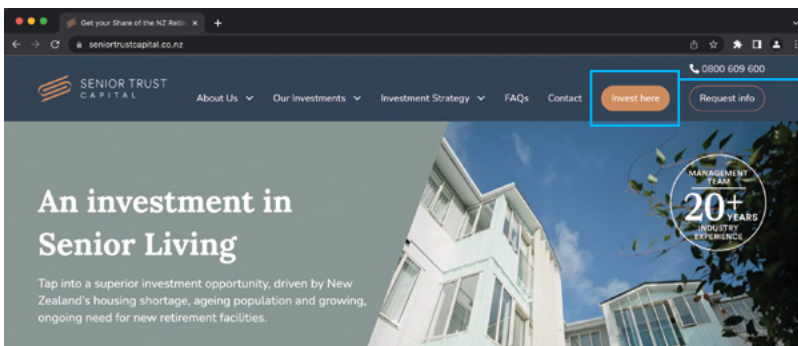 Get your Share of the NZ Retir
seniortrustcapital.co.nz
0800 609 600
SENIOR TRUST
CAPITAL
About Us Our Investments Investment Strategy FAQs Contact Invest here Request info
An investment in
Senior Living
Tap into a superior investment opportunity, driven by New
Zealand's housing shortage, ageing population and growing,
ongoing need for new retirement facilities.
MANAGEMENT
TEAM
20+
YEARS
INDUSTRY
EXPERIENCE